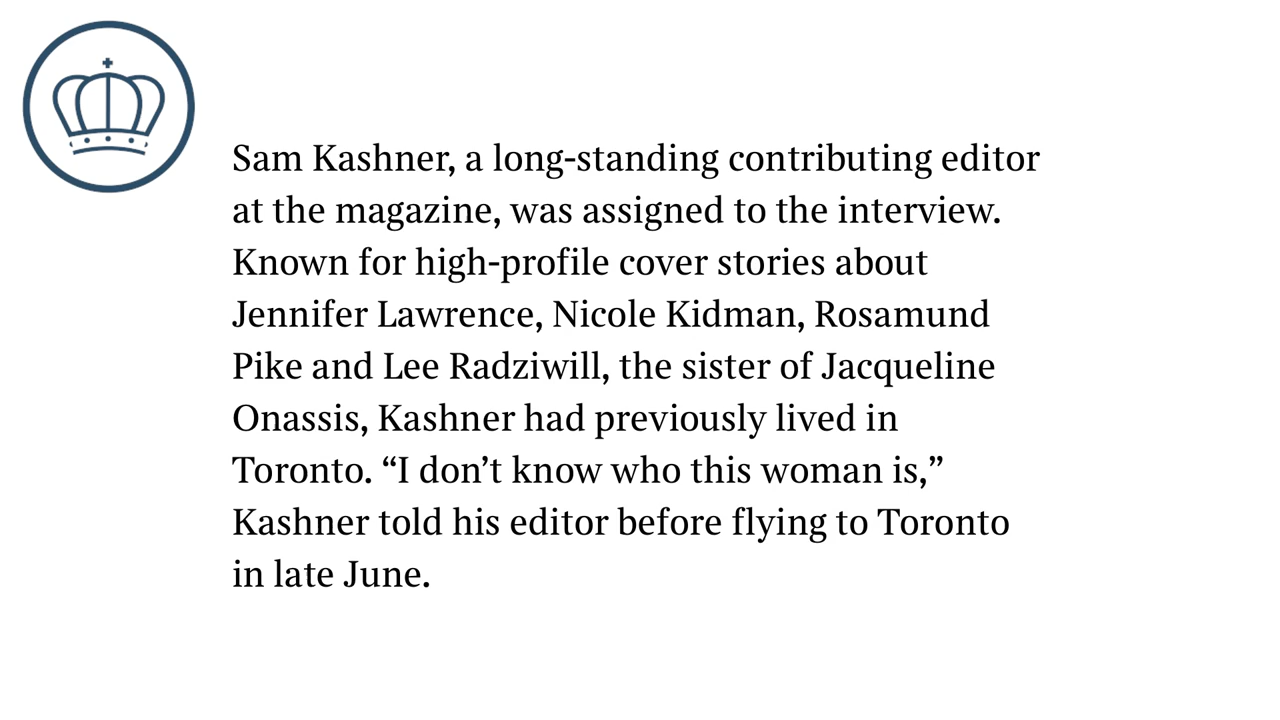 Sam Kashner, a long-standing contributing editor
at the magazine, was assigned to the interview.
Known for high-profile cover stories about
Jennifer Lawrence, Nicole Kidman, Rosamund
Pike and Lee Radziwill, the sister of Jacqueline
Onassis, Kashner had previously lived in
Toronto. “I don’t know who this woman is,”
Kashner told his editor before flying to Toronto
in late June.